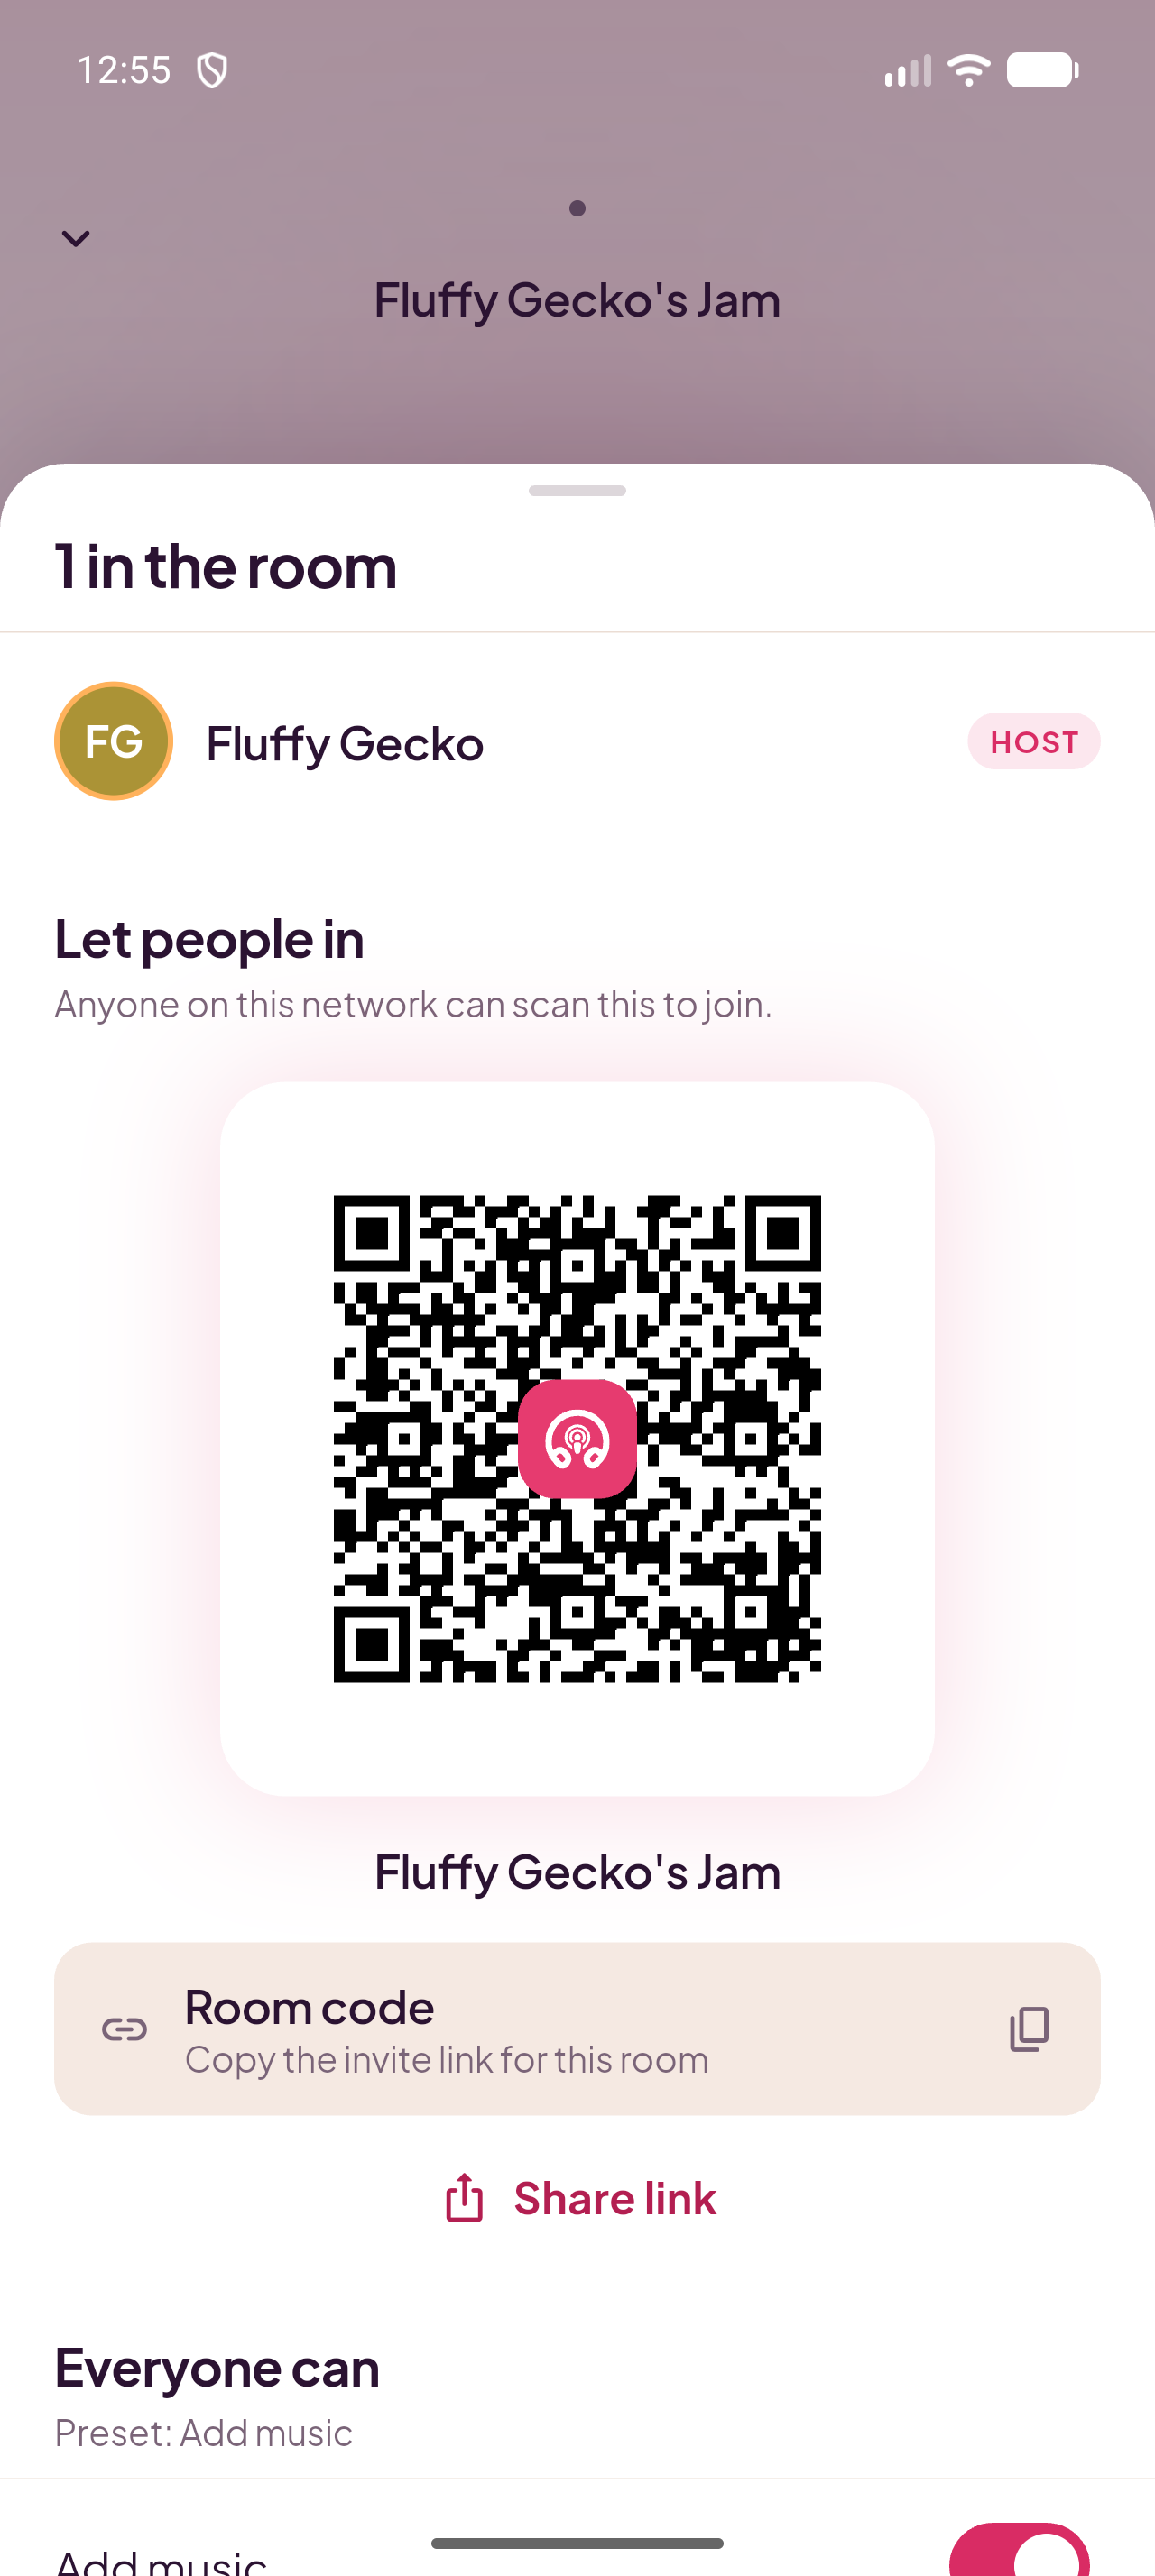 12:55
Fluffy Gecko's Jam
1 in the room
FG
Fluffy Gecko
HOST
Let people in
Anyone on this network can scan this to join.
Fluffy Gecko's Jam
Room code
Copy the invite link for this room
Share link
Everyone can
Preset: Add music
Add music